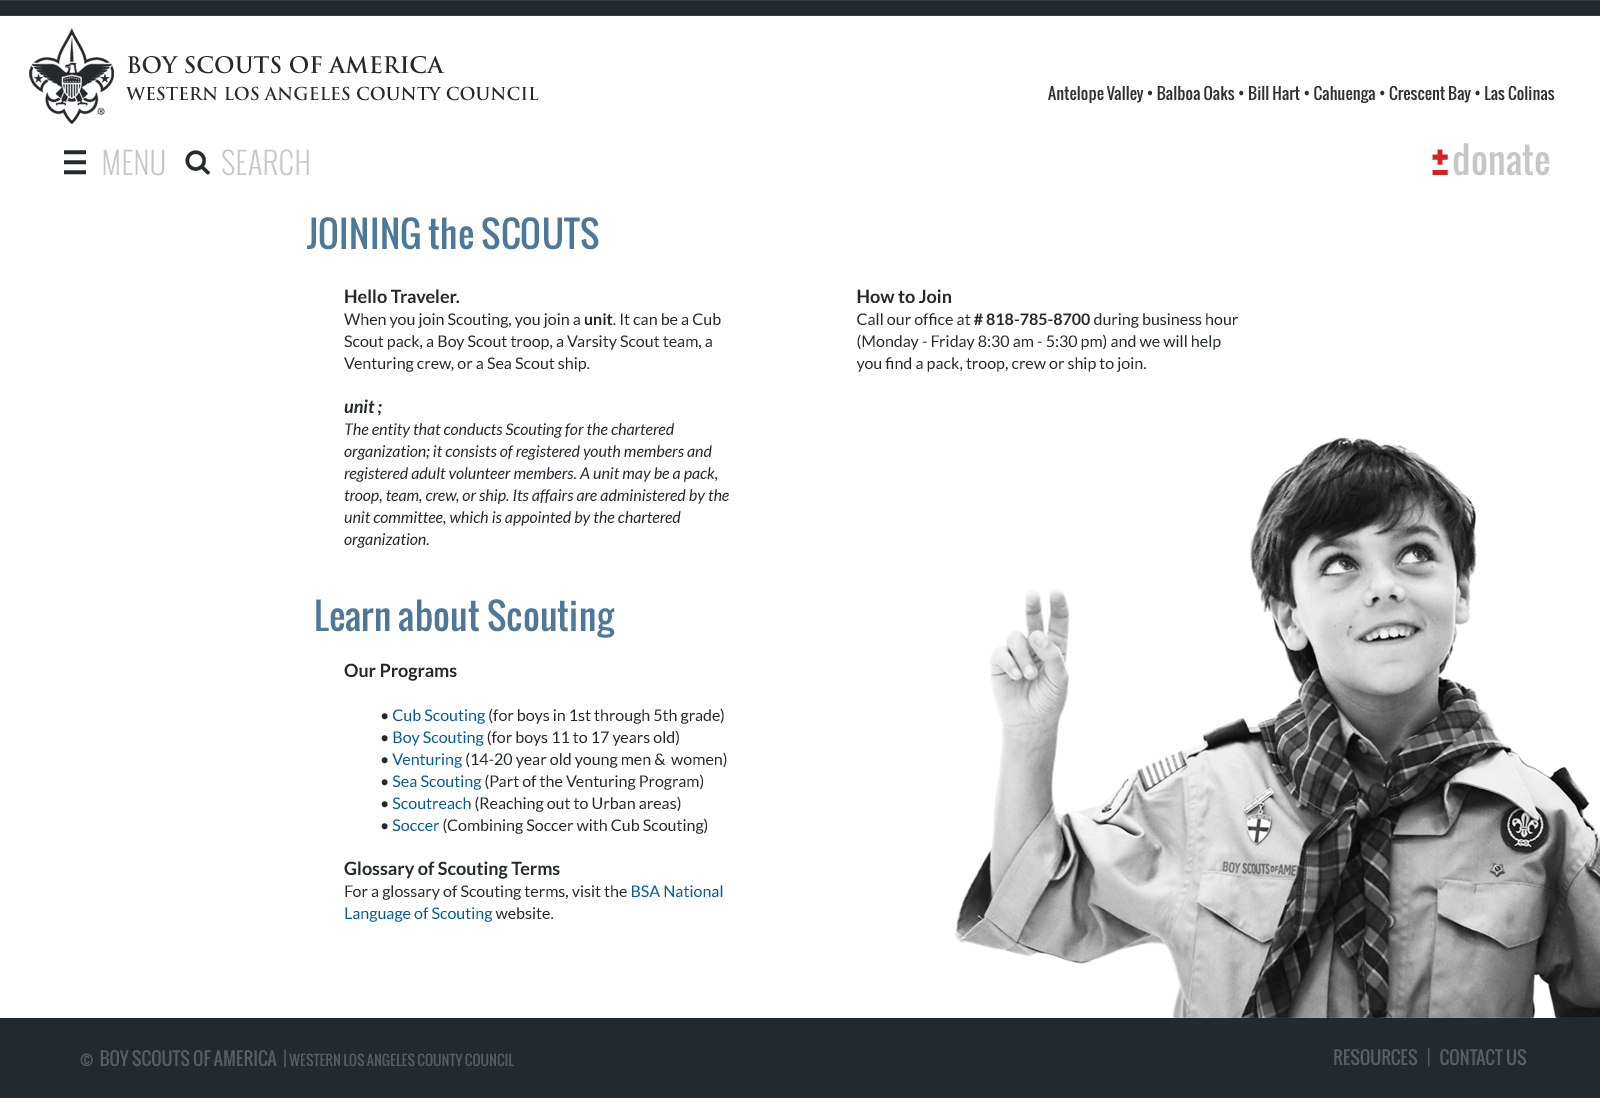 BOY SCOUTS OF AMERICA
WESTERN LOS ANGELES COUNTY COUNCIL
®
Antelope Valley • Balboa Oaks • Bill Hart • Cahuenga • Crescent Bay • Las Colinas
MENU SEARCH
donate
JOINING the SCOUTS
Hello Traveler.
When you join Scouting, you join a unit. It can be a Cub
Scout pack, a Boy Scout troop, a Varsity Scout team, a
Venturing crew, or a Sea Scout ship.
unit ;
The entity that conducts Scouting for the chartered
organization; it consists of registered youth members and
registered adult volunteer members. A unit may be a pack,
troop, team, crew, or ship. Its affairs are administered by the
unit committee, which is appointed by the chartered
organization.
How to Join
Call our office at # 818-785-8700 during business hour
(Monday - Friday 8:30 am - 5:30 pm) and we will help
you find a pack, troop, crew or ship to join.
Learn about Scouting
Our Programs
• Cub Scouting (for boys in 1st through 5th grade)
• Boy Scouting (for boys 11 to 17 years old)
• Venturing (14-20 year old young men & women)
• Sea Scouting (Part of the Venturing Program)
• Scoutreach (Reaching out to Urban areas)
• Soccer (Combining Soccer with Cub Scouting)
Glossary of Scouting Terms
For a glossary of Scouting terms, visit the BSA National
Language of Scouting website.
BOY SCOUTS OF AME
© BOY SCOUTS OF AMERICA | WESTERN LOS ANGELES COUNTY COUNCIL
RESOURCES | CONTACT US